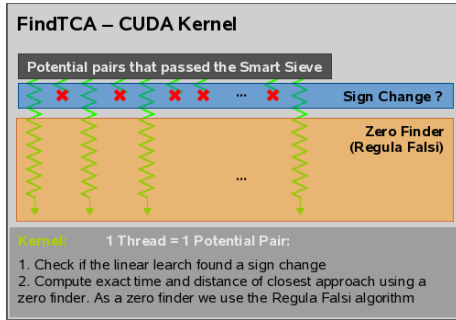 FindTCA – CUDA Kernel
Potential pairs that passed the Smart Sieve
... Sign Change ?
Zero Finder
(Regula Falsi)
...
Kernel: 1 Thread = 1 Potential Pair:
1. Check if the linear learch found a sign change
2. Compute exact time and distance of closest approach using a
zero finder. As a zero finder we use the Regula Falsi algorithm